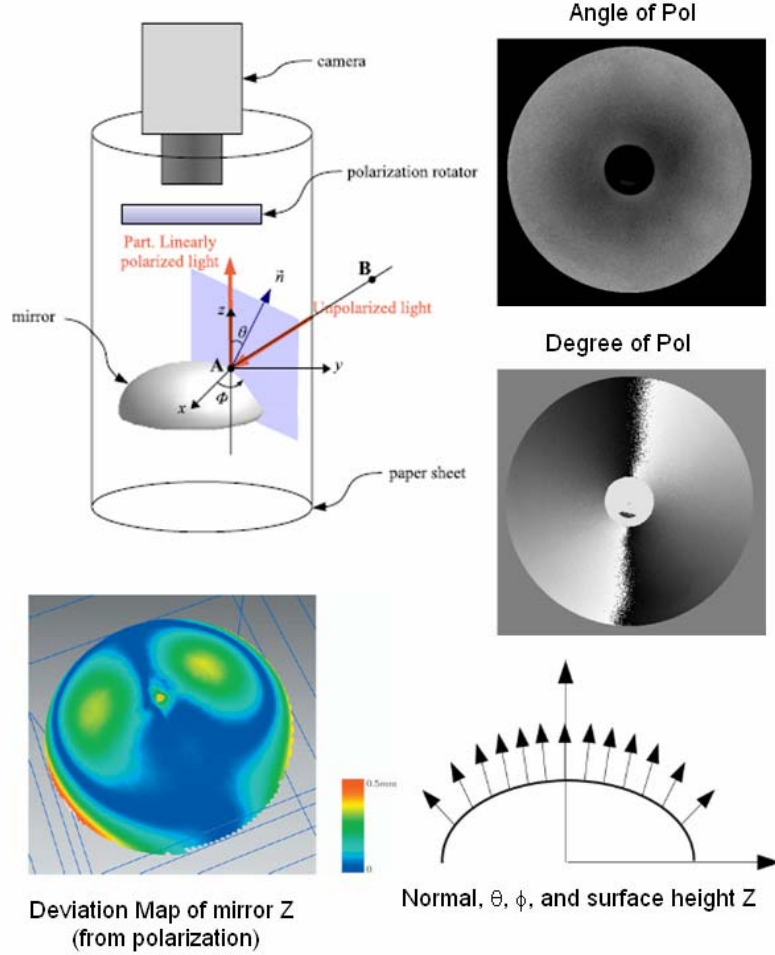 Angle of Pol
camera
polarization rotator
Part. Linearly
polarized light
B
n
Unpolarized light
z
θ
mirror
A
y
x
Φ
Degree of Pol
paper sheet
0.5mm
0
Deviation Map of mirror Z
(from polarization)
Normal, θ, ϕ, and surface height Z